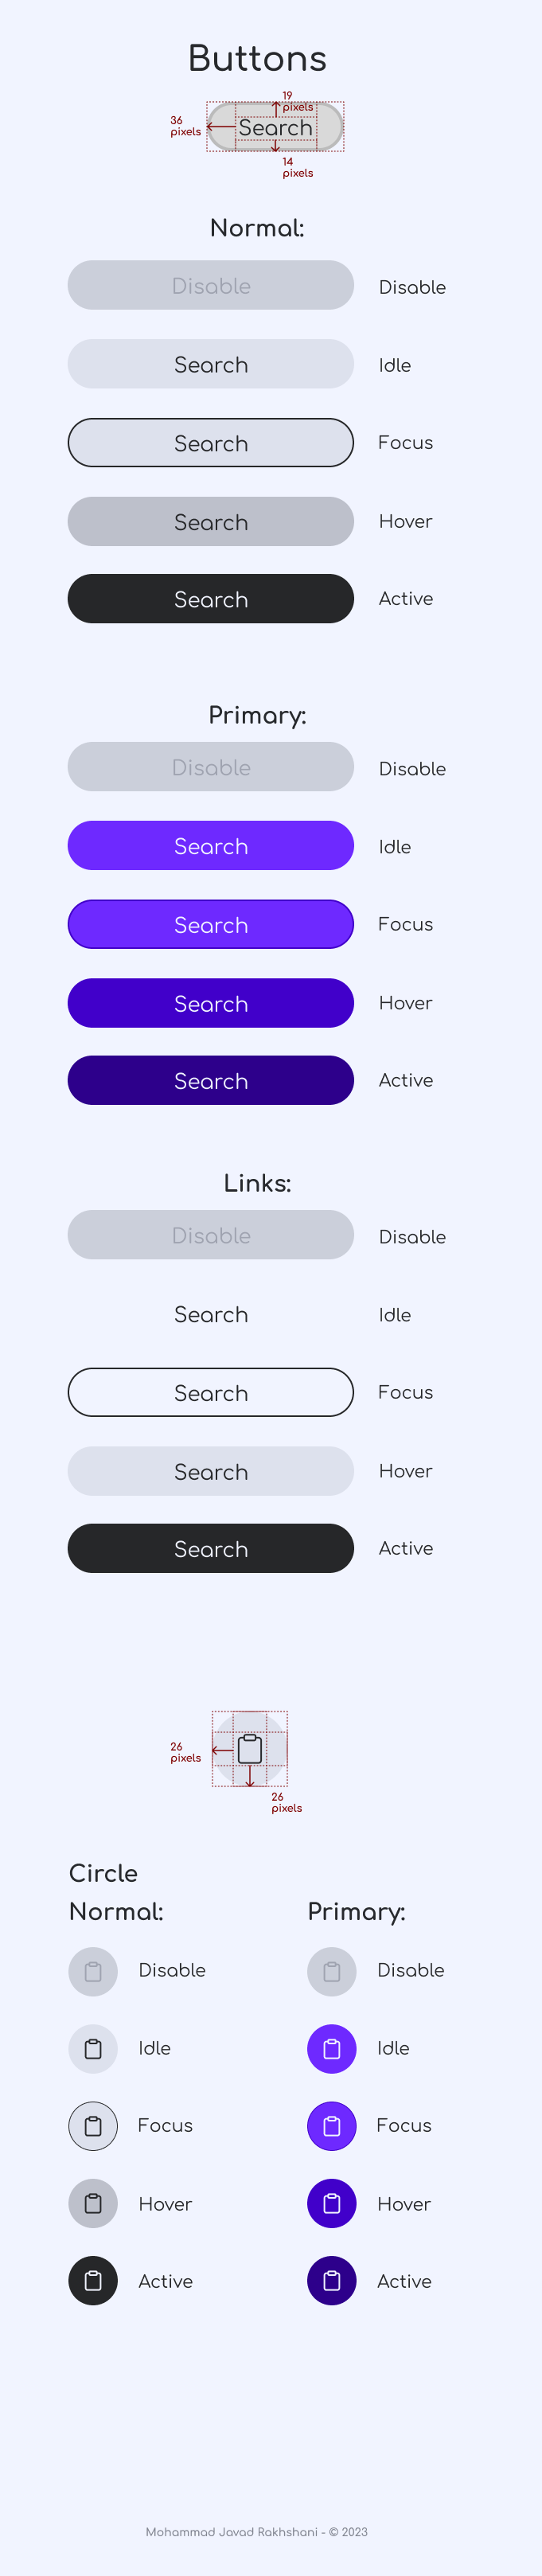 Buttons
19
pixels
36
pixels
Search
14
pixels
Normal:
Disable Disable
Search Idle
Search Focus
Search Hover
Search Active
Primary:
Disable Disable
Search Idle
Search Focus
Search Hover
Search Active
Links:
Disable Disable
Search Idle
Search Focus
Search Hover
Search Active
26
pixels
26
pixels
Circle
Normal: Primary:
Disable Disable
Idle Idle
Focus Focus
Hover Hover
Active Active
Mohammad Javad Rakhshani - © 2023